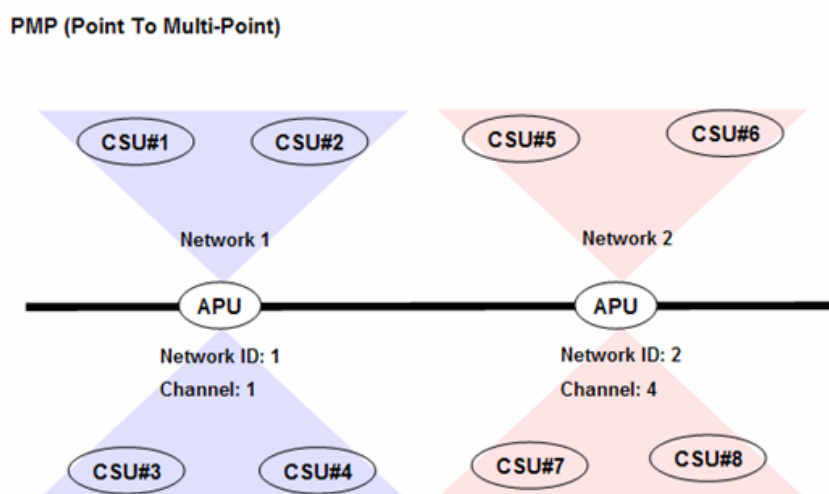 PMP (Point To Multi-Point)
CSU#1
CSU#2
CSU#5
CSU#6
Network 1
Network 2
APU
APU
Network ID: 1
Channel: 1
Network ID: 2
Channel: 4
CSU#3
CSU#4
CSU#7
CSU#8